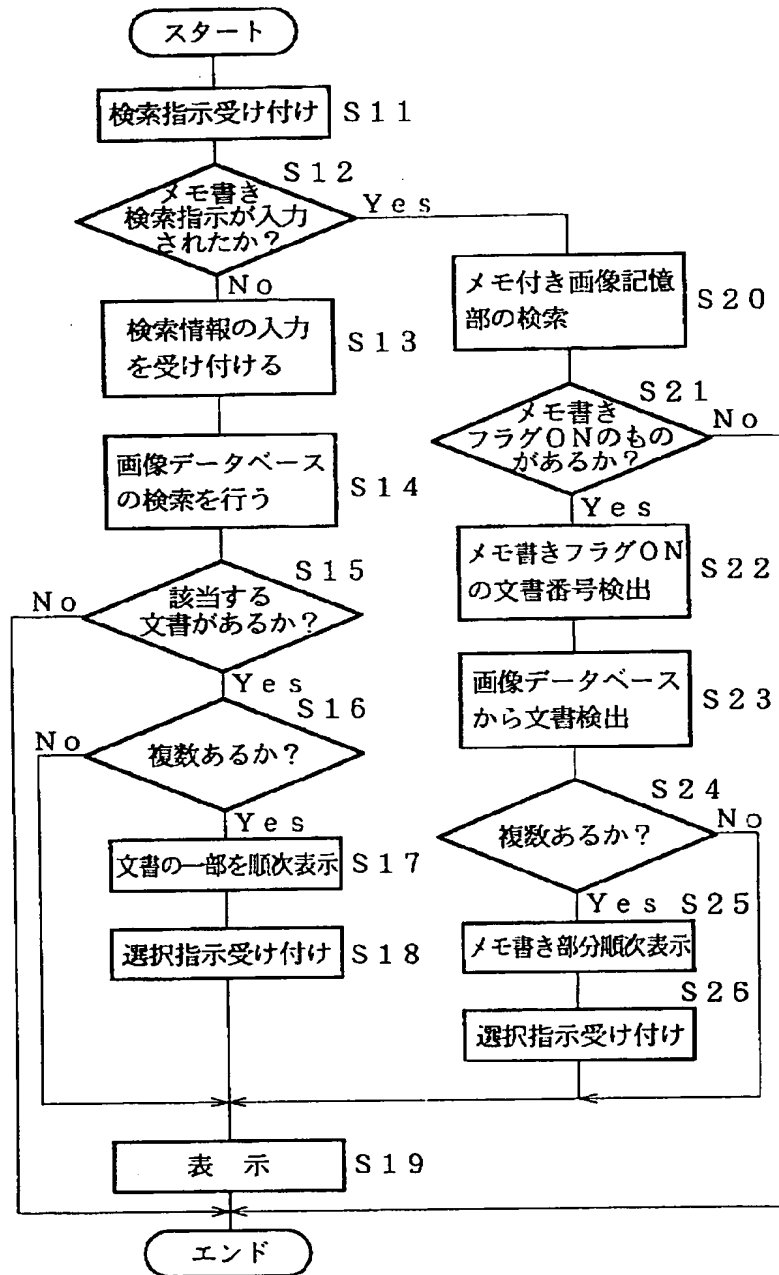 スタート
検索指示受け付け
S11
S12
メモ書き
検索指示が入力
されたか？
Yes
No
検索情報の入力
を受け付ける
S13
画像データベース
の検索を行う
S14
S15
該当する
文書があるか？
No
Yes
S16
複数あるか？
No
Yes
文書の一部を順次表示
S17
選択指示受け付け
S18
メモ付き画像記憶
部の検索
S20
S21
メモ書き
フラグONのもの
があるか？
No
Yes
メモ書きフラグON
の文書番号検出
S22
画像データベース
から文書検出
S23
S24
複数あるか？
No
Yes
S25
メモ書き部分順次表示
S26
選択指示受け付け
表 示
S19
エンド